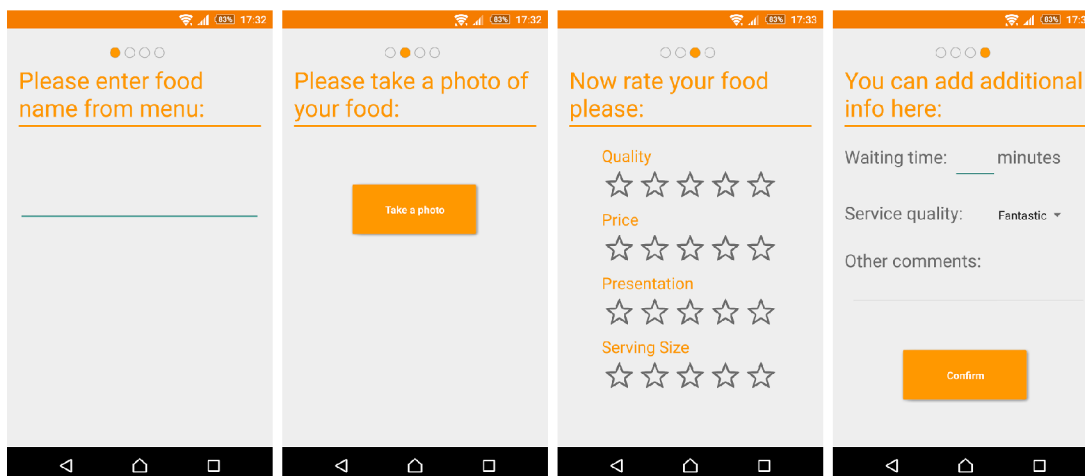 83% 17:32
Please enter food
name from menu:
83% 17:32
Please take a photo of
your food:
Take a photo
83% 17:33
Now rate your food
please:
Quality
Price
Presentation
Serving Size
83% 17:3
You can add additional
info here:
Waiting time: minutes
Service quality: Fantastic
Other comments:
Confirm